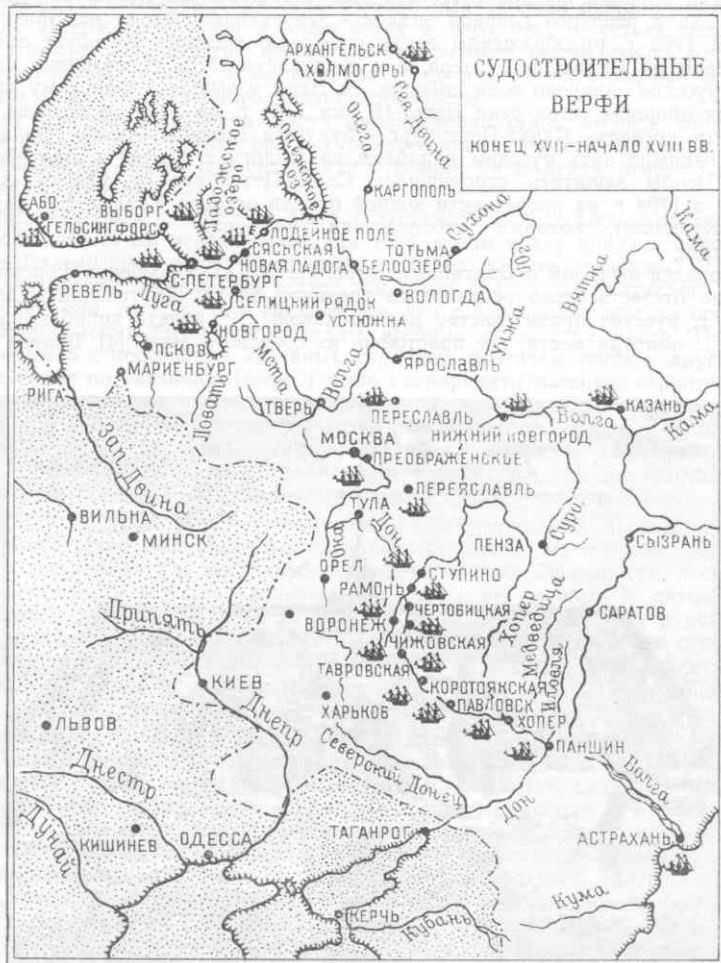 СУДОСТРОИТЕЛЬНЫЕ
ВЕРФИ
КОНЕЦ XVII–НАЧАЛО XVIII ВВ.
АРХАНГЕЛЬСК
ХОЛМОГОРЫ
Сев. Двина
Онега
Онежское
оз.
Ладожское
озеро
КАРГОПОЛЬ
АБО
ВЫБОРГ
ГЕЛЬСИНГФОРС
ЛОДЕЙНОЕ ПОЛЕ
СЯСЬСКАЯ
НОВАЯ ЛАДОГА
БЕЛООЗЕРО
ТОТЬМА
Сухона
Юг
Кама
Вятка
Унжа
С-ПЕТЕРБУРГ
РЕВЕЛЬ
Луга
СЕЛИЦКИЙ РЯДОК
ВОЛОГДА
УСТЮЖНА
НОВГОРОД
ПСКОВ
МАРИЕНБУРГ
РИГА
Ловать
Мста
Волга
ТВЕРЬ
ЯРОСЛАВЛЬ
ПЕРЕСЛАВЛЬ
Волга
КАЗАНЬ
Кама
НИЖНИЙ НОВГОРОД
МОСКВА
ПРЕОБРАЖЕНСКОЕ
ПЕРЕЯСЛАВЛЬ
Зап. Двина
ВИЛЬНА
МИНСК
ТУЛА
Ока
Дон
ПЕНЗА
Сура
СЫЗРАНЬ
ОРЕЛ
СТУПИНО
РАМОНЬ
ЧЕРТОВИЦКАЯ
ВОРОНЕЖ
ЧИЖОВСКАЯ
Хопер
Медведица
Иловля
САРАТОВ
Припять
ТАВРОВСКАЯ
КОРОТОЯКСКАЯ
ПАВЛОВСК
ХОПЕР
КИЕВ
ХАРЬКОВ
ПАНШИН
ЛЬВОВ
Днепр
Днестр
Северский Донец
Дон
Волга
Дунай
КИШИНЕВ
ОДЕССА
ТАГАНРОГ
АСТРАХАНЬ
КЕРЧЬ
Кубань
Кума